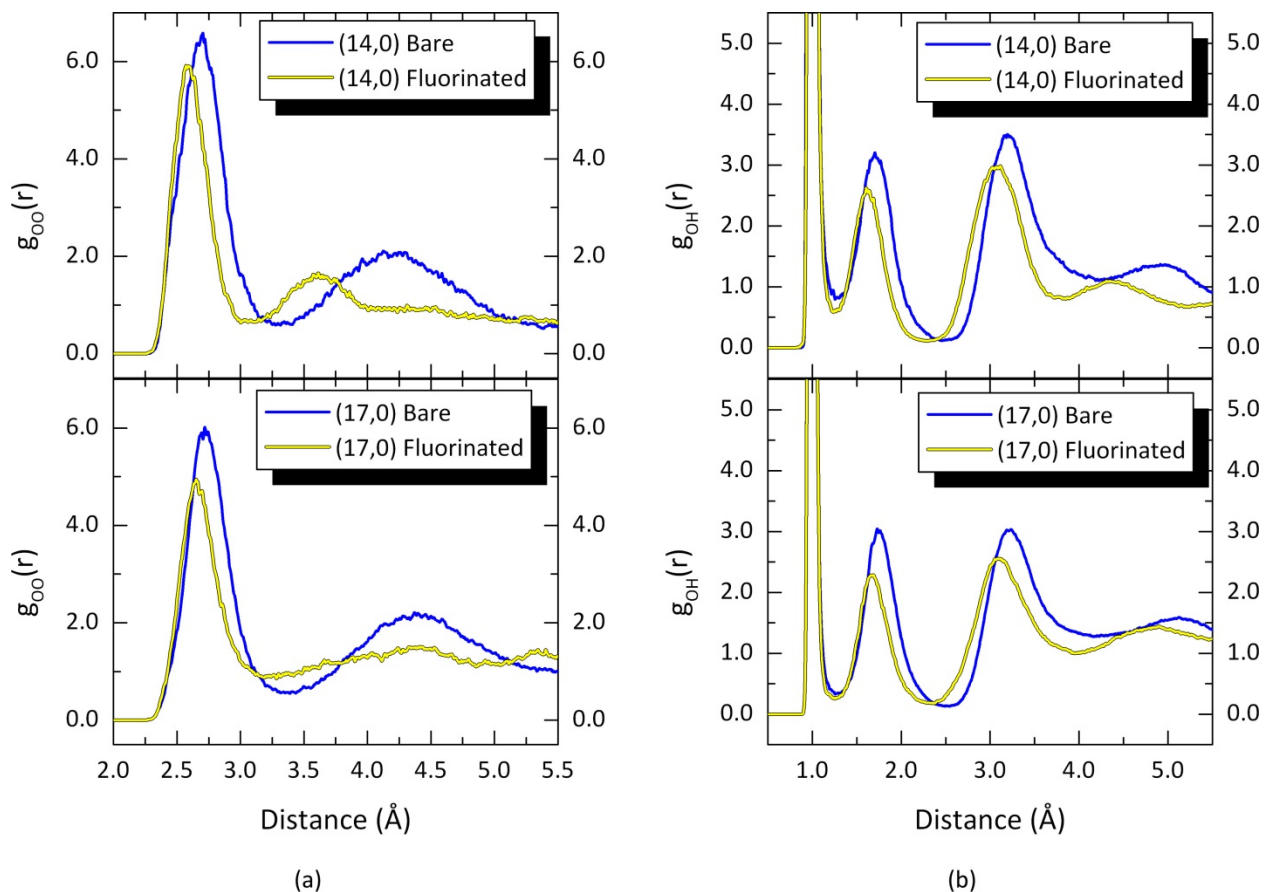 (14,0) Bare
(14,0) Fluorinated
g_OO(r)
6.0 6.0
4.0 4.0
2.0 2.0
0.0 0.0
(17,0) Bare
(17,0) Fluorinated
g_OO(r)
6.0 6.0
4.0 4.0
2.0 2.0
0.0 0.0
2.0 2.5 3.0 3.5 4.0 4.5 5.0 5.5
Distance (Å)
(a)
(14,0) Bare
(14,0) Fluorinated
g_OH(r)
5.0 5.0
4.0 4.0
3.0 3.0
2.0 2.0
1.0 1.0
0.0 0.0
(17,0) Bare
(17,0) Fluorinated
g_OH(r)
5.0 5.0
4.0 4.0
3.0 3.0
2.0 2.0
1.0 1.0
0.0 0.0
1.0 2.0 3.0 4.0 5.0
Distance (Å)
(b)